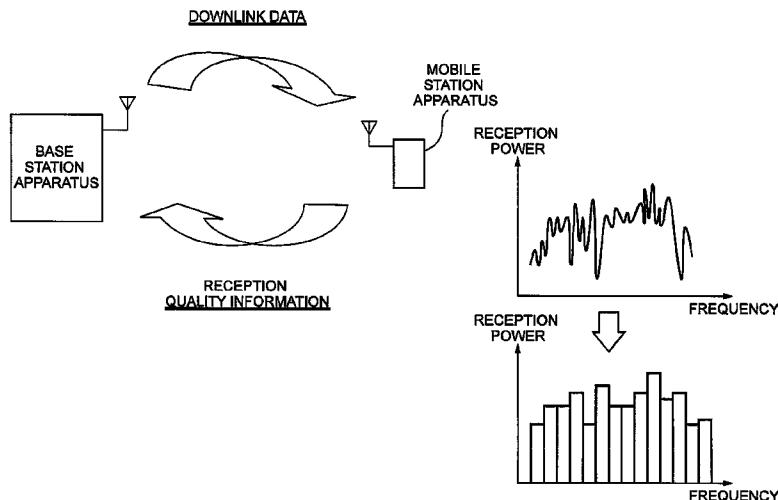 DOWNLINK DATA
MOBILE
STATION
APPARATUS
BASE
STATION
APPARATUS
RECEPTION
QUALITY INFORMATION
RECEPTION
POWER
FREQUENCY
RECEPTION
POWER
FREQUENCY